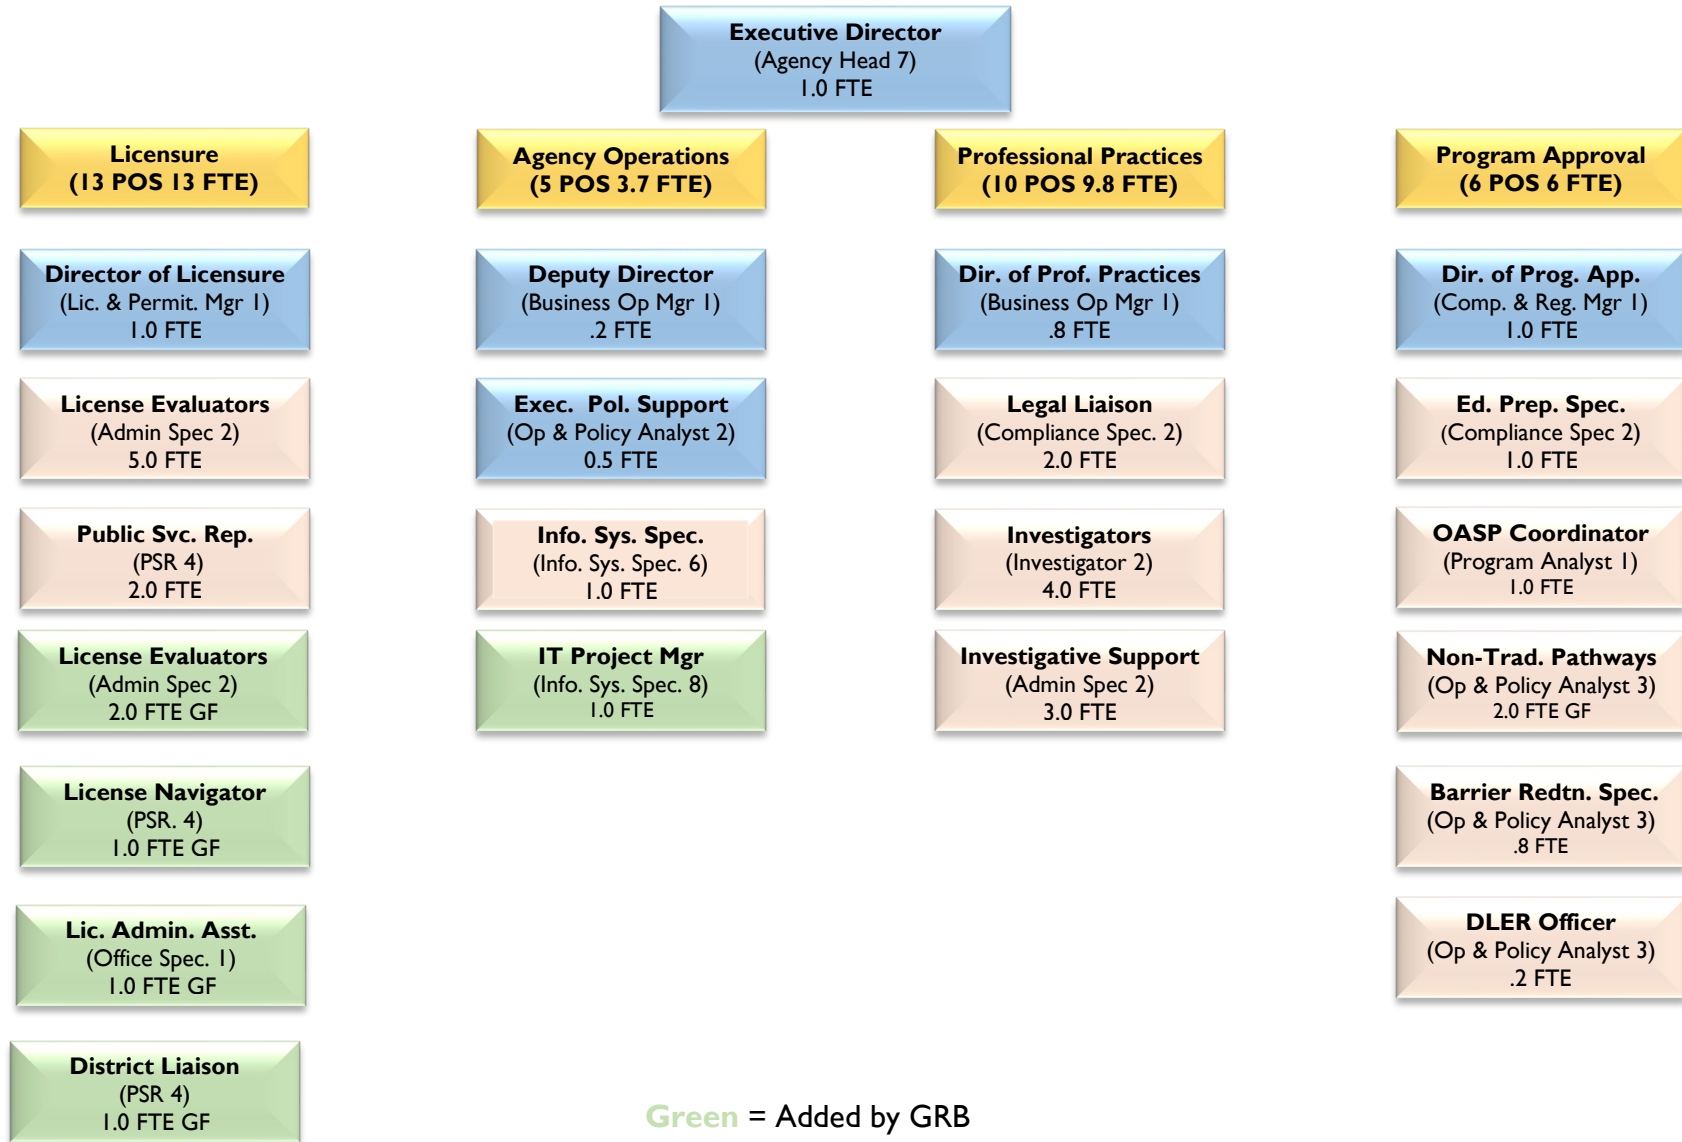 Executive Director
(Agency Head 7)
1.0 FTE
Licensure
(13 POS 13 FTE)
Director of Licensure
(Lic. & Permit. Mgr 1)
1.0 FTE
License Evaluators
(Admin Spec 2)
5.0 FTE
Public Svc. Rep.
(PSR 4)
2.0 FTE
License Evaluators
(Admin Spec 2)
2.0 FTE GF
License Navigator
(PSR. 4)
1.0 FTE GF
Lic. Admin. Asst.
(Office Spec. 1)
1.0 FTE GF
District Liaison
(PSR 4)
1.0 FTE GF
Agency Operations
(5 POS 3.7 FTE)
Deputy Director
(Business Op Mgr 1)
.2 FTE
Exec. Pol. Support
(Op & Policy Analyst 2)
0.5 FTE
Info. Sys. Spec.
(Info. Sys. Spec. 6)
1.0 FTE
IT Project Mgr
(Info. Sys. Spec. 8)
1.0 FTE
Professional Practices
(10 POS 9.8 FTE)
Dir. of Prof. Practices
(Business Op Mgr 1)
.8 FTE
Legal Liaison
(Compliance Spec. 2)
2.0 FTE
Investigators
(Investigator 2)
4.0 FTE
Investigative Support
(Admin Spec 2)
3.0 FTE
Program Approval
(6 POS 6 FTE)
Dir. of Prog. App.
(Comp. & Reg. Mgr 1)
1.0 FTE
Ed. Prep. Spec.
(Compliance Spec 2)
1.0 FTE
OASP Coordinator
(Program Analyst 1)
1.0 FTE
Non-Trad. Pathways
(Op & Policy Analyst 3)
2.0 FTE GF
Barrier Redtn. Spec.
(Op & Policy Analyst 3)
.8 FTE
DLER Officer
(Op & Policy Analyst 3)
.2 FTE
Green = Added by GRB